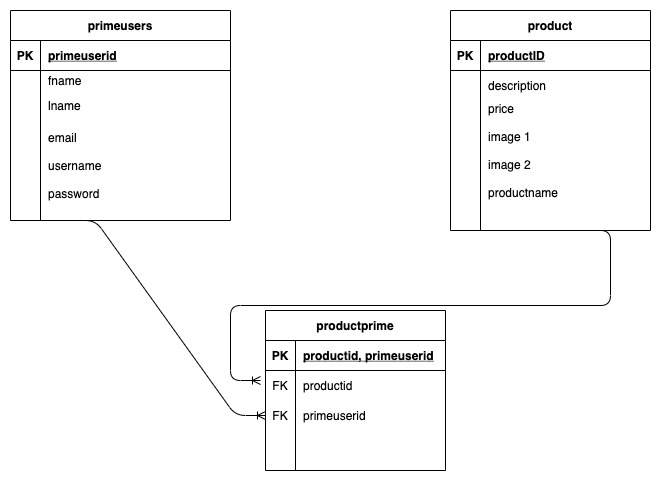 primeusers
PK primeuserid
fname
lname
email
username
password
product
PK productID
description
price
image 1
image 2
productname
productprime
PK productid, primeuserid
FK productid
FK primeuserid